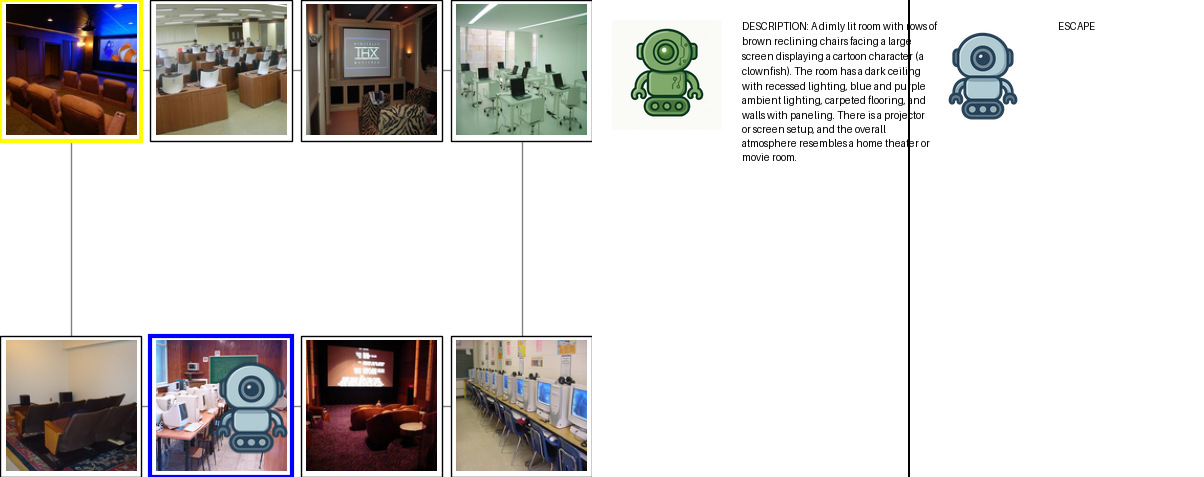 THX
DESCRIPTION: A dimly lit room with rows of
brown reclining chairs facing a large
screen displaying a cartoon character (a
clownfish). The room has a dark ceiling
with recessed lighting, blue and purple
ambient lighting, carpeted flooring, and
walls with paneling. There is a projector
or screen setup, and the overall
atmosphere resembles a home theater or
movie room.
ESCAPE